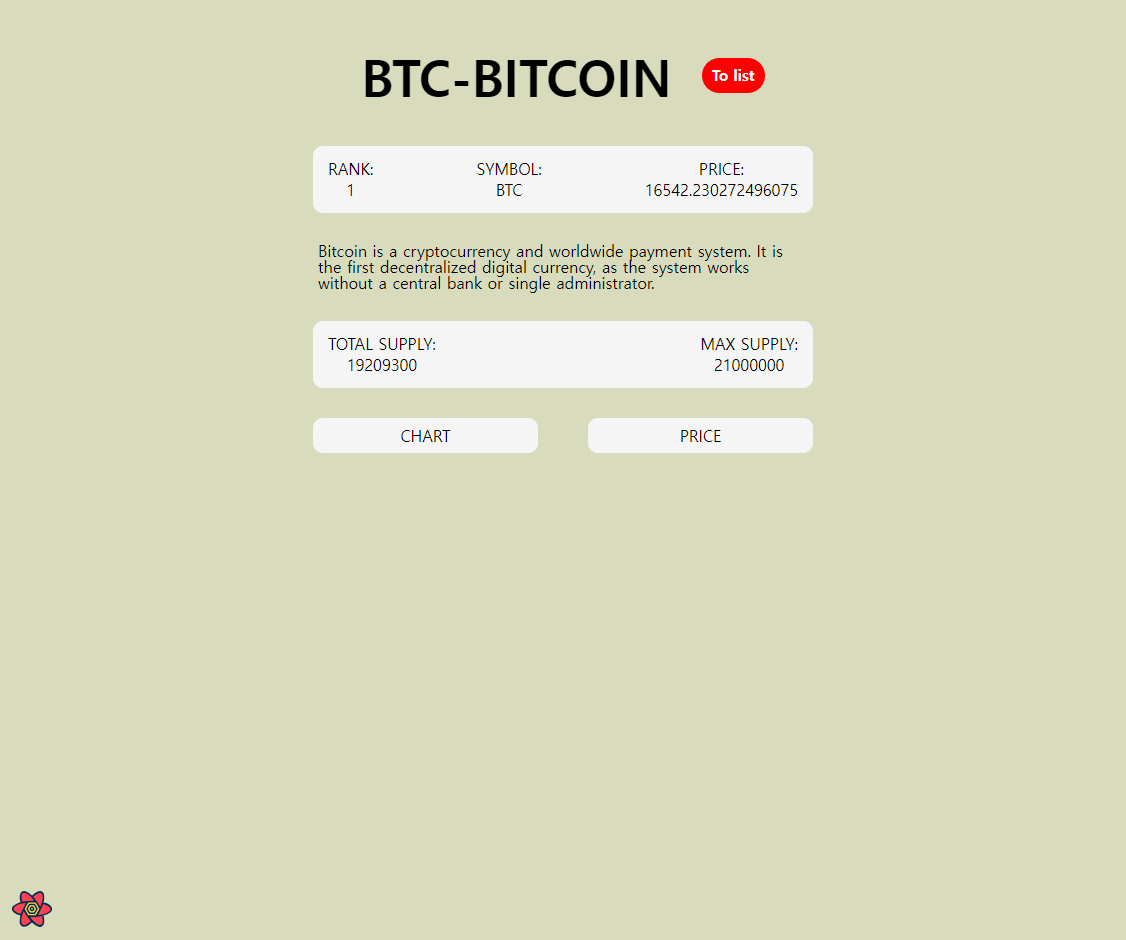 BTC-BITCOIN To list
RANK: SYMBOL: PRICE:
1 BTC 16542.230272496075
Bitcoin is a cryptocurrency and worldwide payment system. It is
the first decentralized digital currency, as the system works
without a central bank or single administrator.
TOTAL SUPPLY: MAX SUPPLY:
19209300 21000000
CHART PRICE